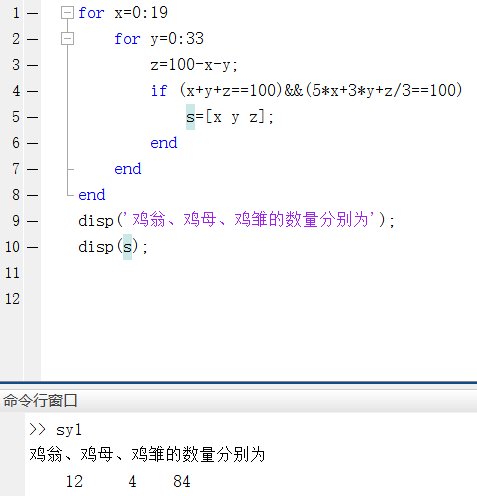 1 — for x=0:19
2 — for y=0:33
3 — z=100-x-y;
4 — if (x+y+z==100)&&(5*x+3*y+z/3==100)
5 — s=[x y z];
6 — end
7 — end
8 — end
9 — disp('鸡翁、鸡母、鸡雏的数量分别为');
10 — disp(s);
11
12
命令行窗口
>> sy1
鸡翁、鸡母、鸡雏的数量分别为
12 4 84